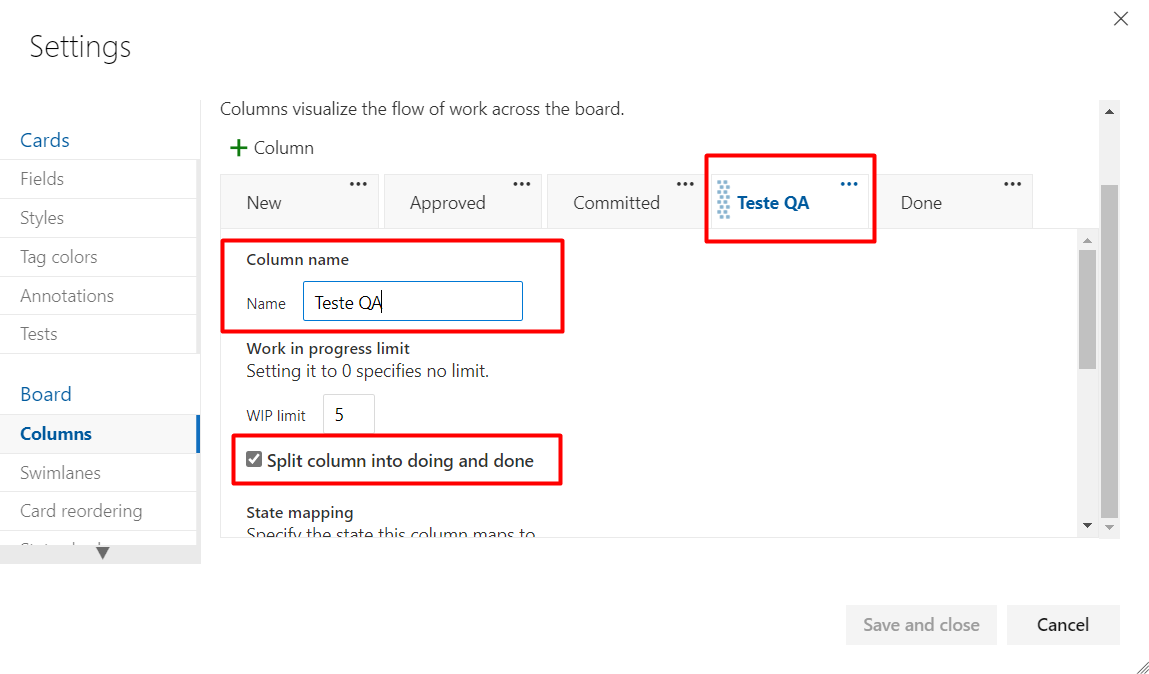 Settings
Cards
Fields
Styles
Tag colors
Annotations
Tests
Board
Columns
Swimlanes
Card reordering
Columns visualize the flow of work across the board.
+ Column
New
Approved
Committed
Teste QA
Done
Column name
Name Teste QA
Work in progress limit
Setting it to 0 specifies no limit.
WIP limit 5
Split column into doing and done
State mapping
Specify the state this column maps to
Save and close
Cancel